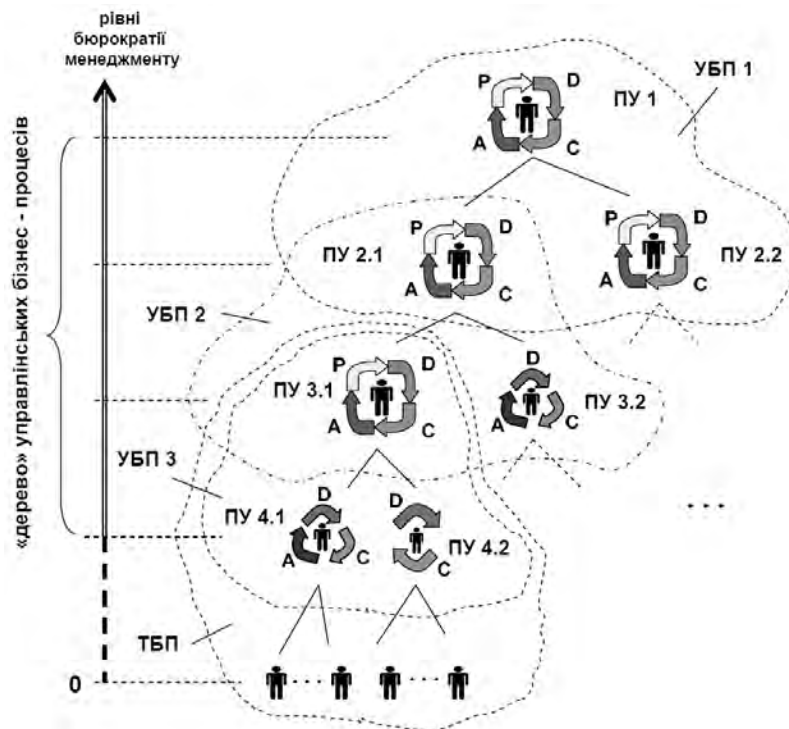 рівні
бюрократії
менеджменту
«дерево» управлінських бізнес - процесів
УБП 1
ПУ 1
P D
A C
ПУ 2.1
P D
A C
P D
A C
ПУ 2.2
УБП 2
ПУ 3.1
P D
A C
D
A C
ПУ 3.2
УБП 3
ПУ 4.1
D
A C
D
C
ПУ 4.2
. . .
ТБП
0
. . .
. . .